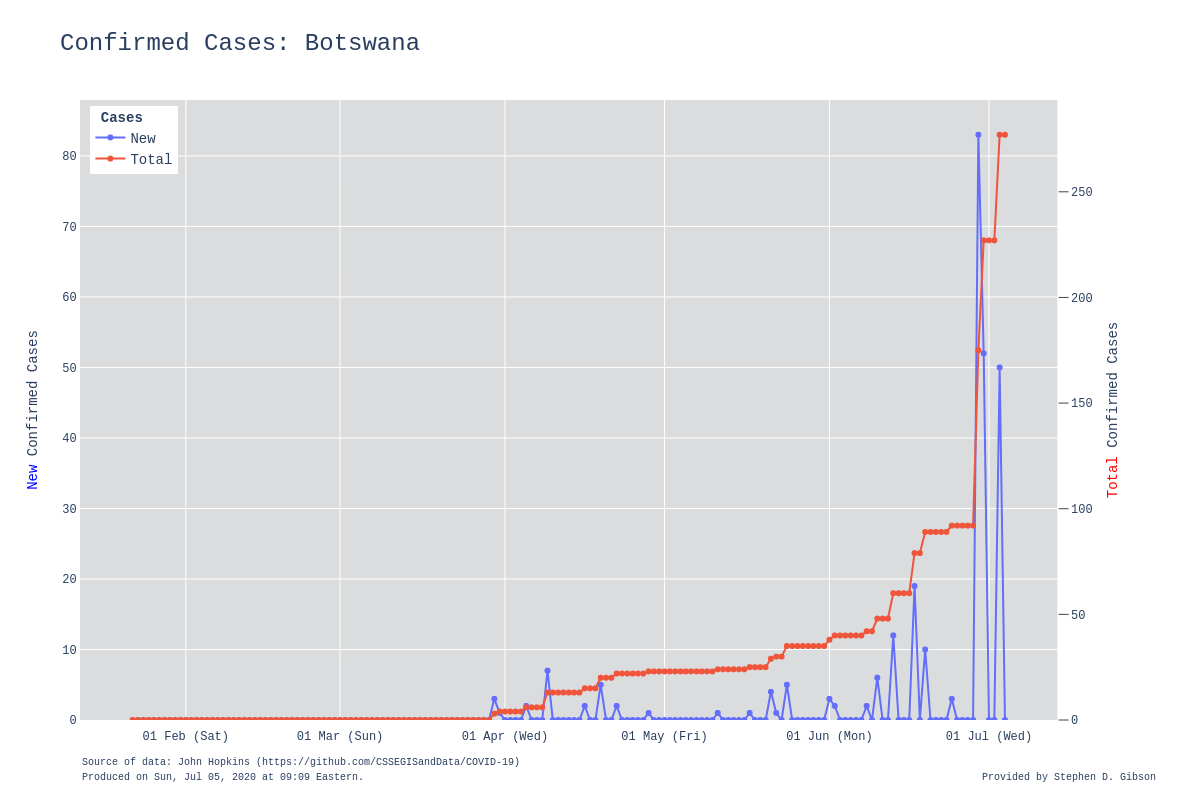 Confirmed Cases: Botswana
Cases
New
Total
80
70
60
50
40
30
20
10
0
New Confirmed Cases
250
200
150
100
50
0
Total Confirmed Cases
01 Feb (Sat)
01 Mar (Sun)
01 Apr (Wed)
01 May (Fri)
01 Jun (Mon)
01 Jul (Wed)
Source of data: John Hopkins (https://github.com/CSSEGISandData/COVID-19)
Produced on Sun, Jul 05, 2020 at 09:09 Eastern.
Provided by Stephen D. Gibson